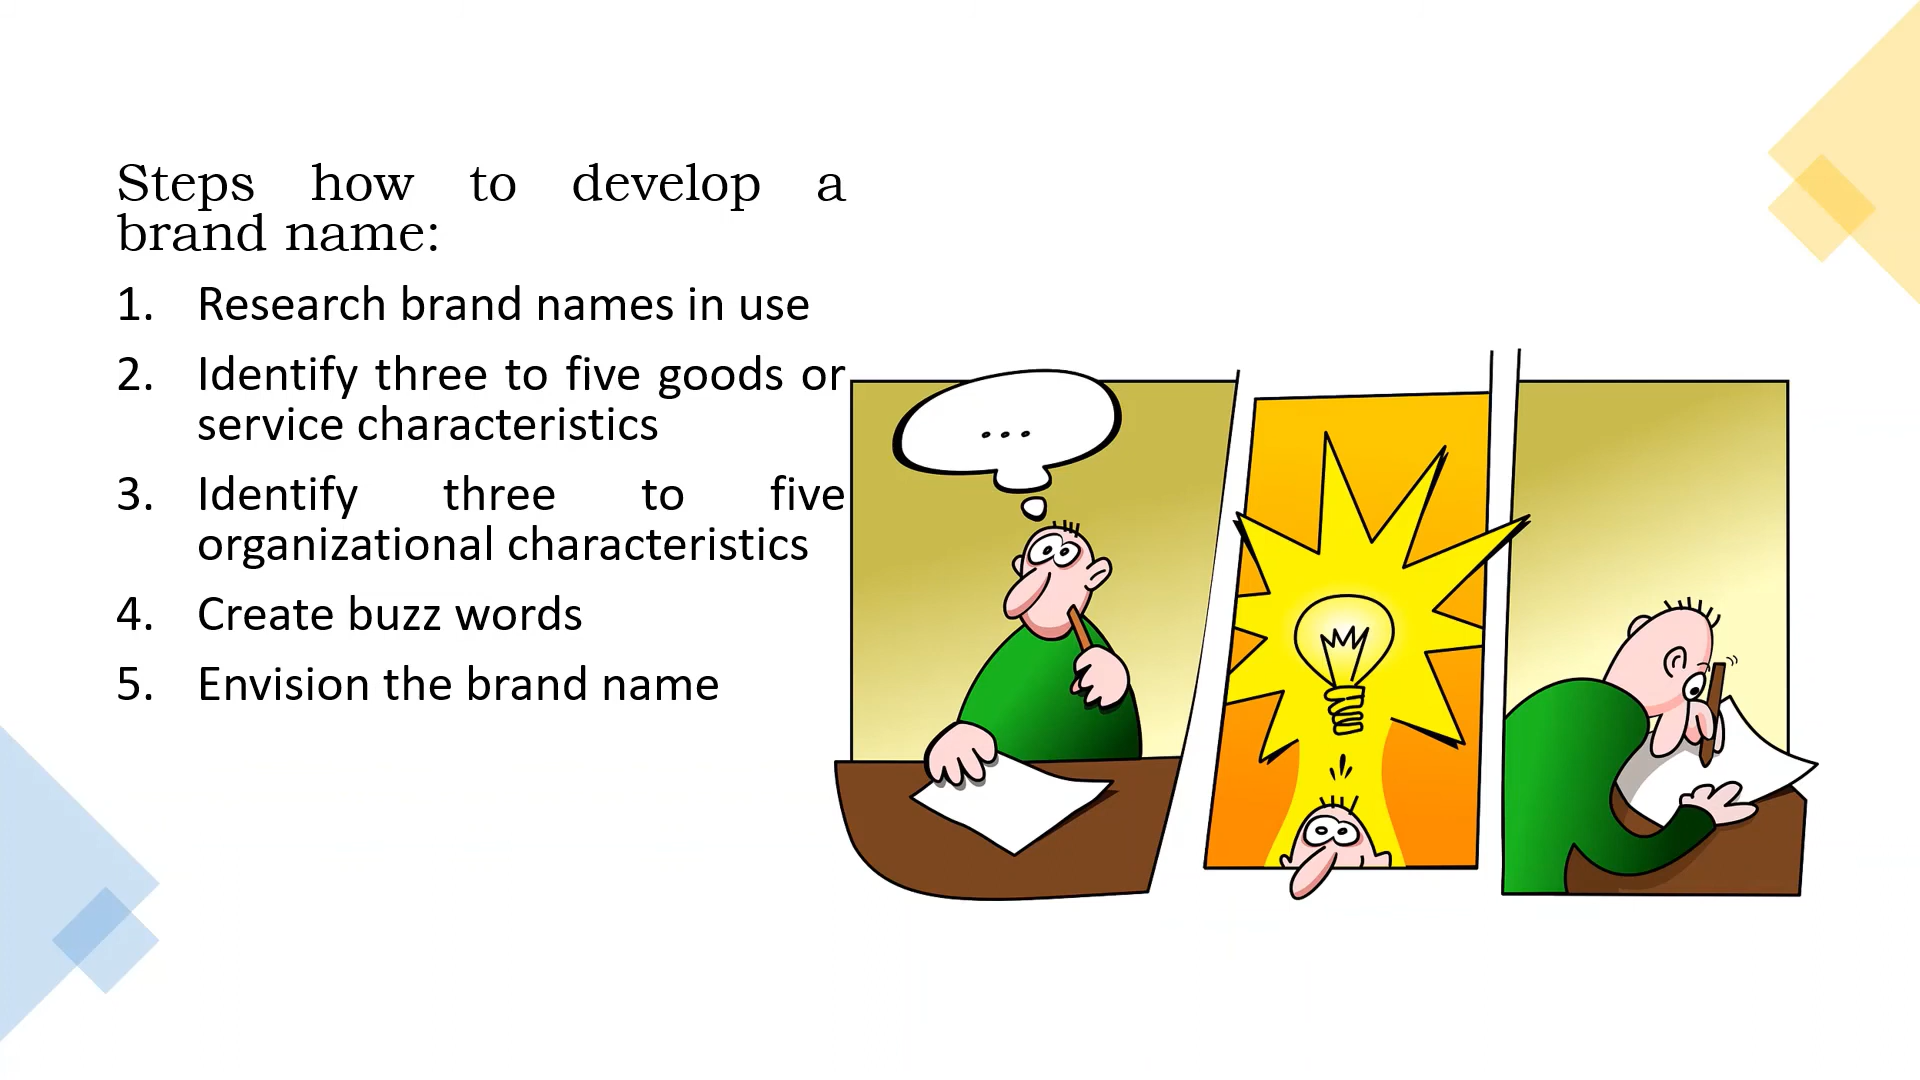 Steps how to develop a
brand name:
1. Research brand names in use
2. Identify three to five goods or
service characteristics
3. Identify three to five
organizational characteristics
4. Create buzz words
5. Envision the brand name
...